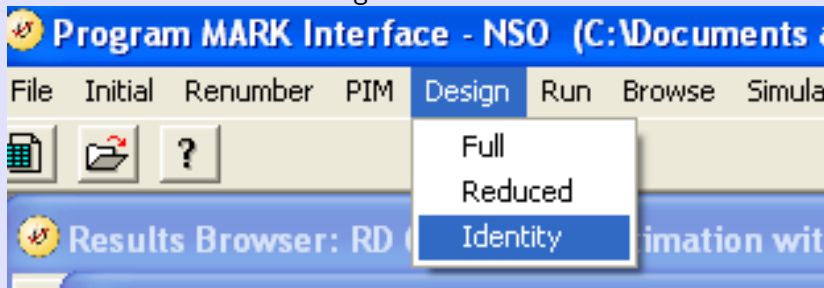 Program MARK Interface - NSO (C:\Documents
File Initial Renumber PIM Design Run Browse Simula
?
Full
Reduced
Identity
Results Browser: RD imation wit